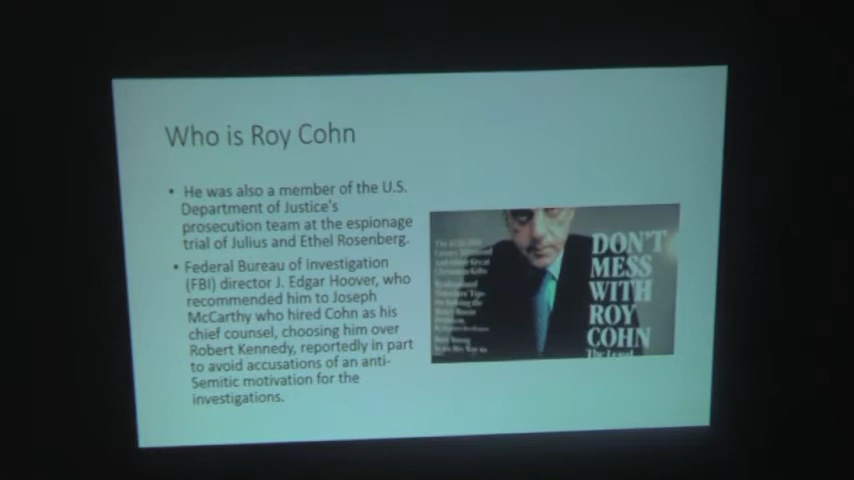 Who is Roy Cohn
• He was also a member of the U.S.
Department of Justice's
prosecution team at the espionage
trial of Julius and Ethel Rosenberg.
• Federal Bureau of Investigation
(FBI) director J. Edgar Hoover, who
recommended him to Joseph
McCarthy who hired Cohn as his
chief counsel, choosing him over
Robert Kennedy, reportedly in part
to avoid accusations of an anti-
Semitic motivation for the
investigations.
DON'T
MESS
WITH
ROY
COHN
The Legal